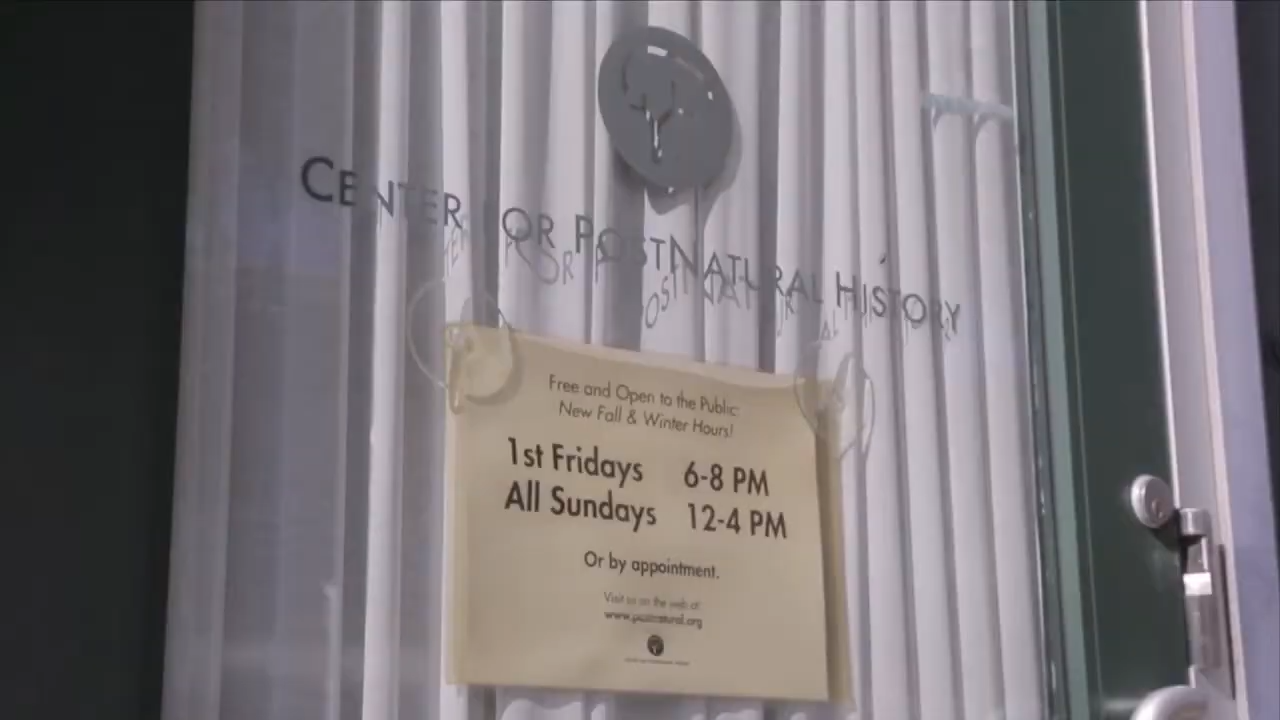 CENTER FOR POSTNATURAL HISTORY
Free and Open to the Public:
New Fall & Winter Hours!
1st Fridays 6-8 PM
All Sundays 12-4 PM
Or by appointment.
Visit us on the web at:
www.postnatural.org